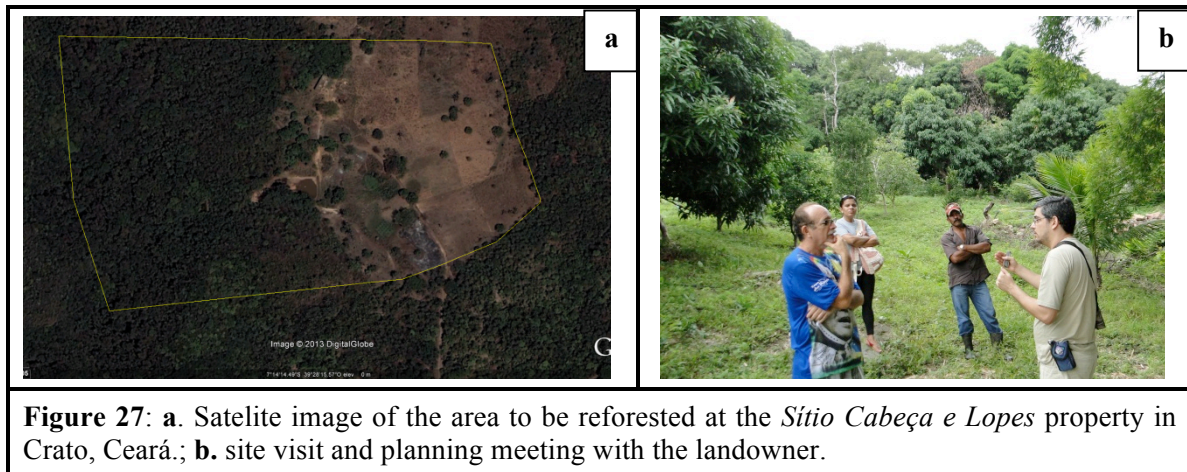 a
b
Image © 2013 DigitalGlobe
G
Figure 27: a. Satelite image of the area to be reforested at the Sítio Cabeça e Lopes property in
Crato, Ceará.; b. site visit and planning meeting with the landowner.